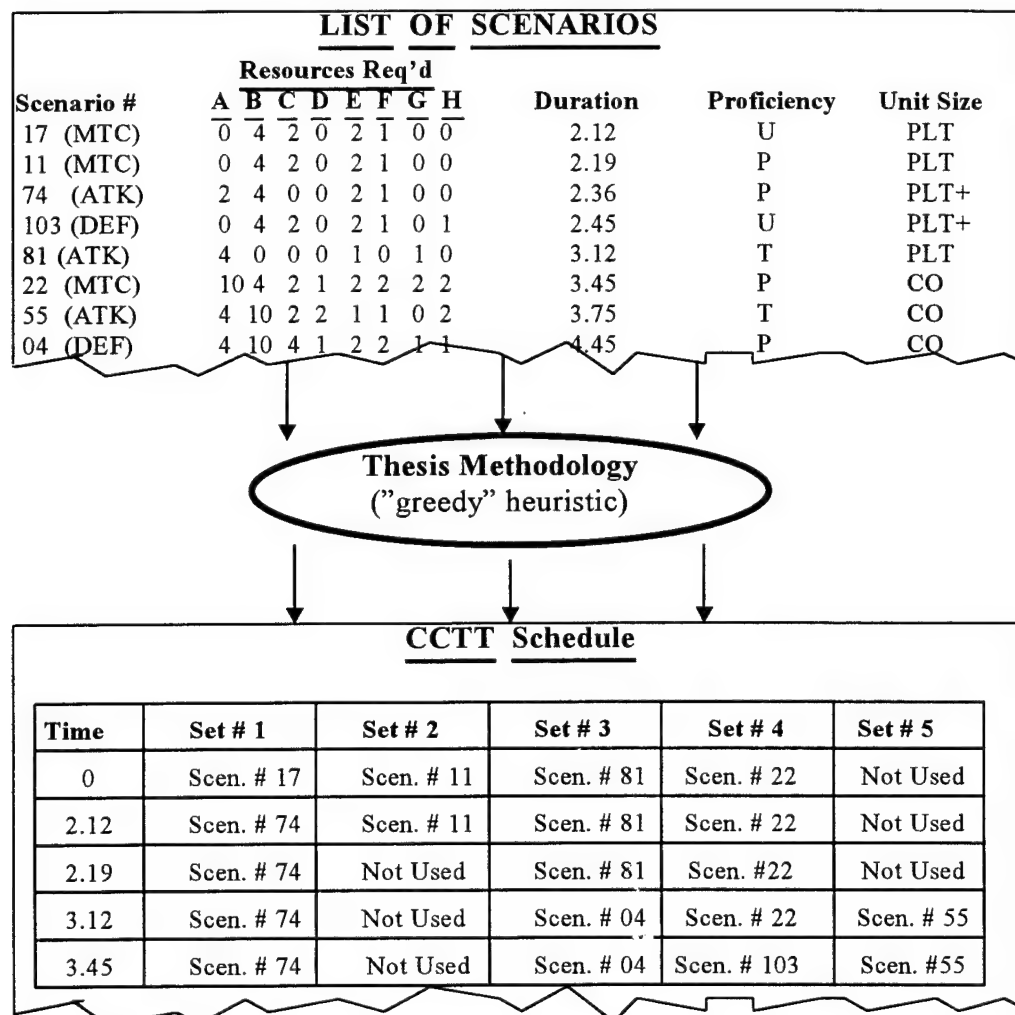 LIST OF SCENARIOS
Resources Req'd
Scenario # A B C D E F G H Duration Proficiency Unit Size
17 (MTC) 0 4 2 0 2 1 0 0 2.12 U PLT
11 (MTC) 0 4 2 0 2 1 0 0 2.19 P PLT
74 (ATK) 2 4 0 0 2 1 0 0 2.36 P PLT+
103 (DEF) 0 4 2 0 2 1 0 1 2.45 U PLT+
81 (ATK) 4 0 0 0 1 0 1 0 3.12 T PLT
22 (MTC) 10 4 2 1 2 2 2 2 3.45 P CO
55 (ATK) 4 10 2 2 1 1 0 2 3.75 T CO
04 (DEF) 4 10 4 1 2 2 1 1 4.45 P CO
Thesis Methodology
("greedy" heuristic)
CCTT Schedule
Time Set # 1 Set # 2 Set # 3 Set # 4 Set # 5
0 Scen. # 17 Scen. # 11 Scen. # 81 Scen. # 22 Not Used
2.12 Scen. # 74 Scen. # 11 Scen. # 81 Scen. # 22 Not Used
2.19 Scen. # 74 Not Used Scen. # 81 Scen. #22 Not Used
3.12 Scen. # 74 Not Used Scen. # 04 Scen. # 22 Scen. # 55
3.45 Scen. # 74 Not Used Scen. # 04 Scen. # 103 Scen. #55